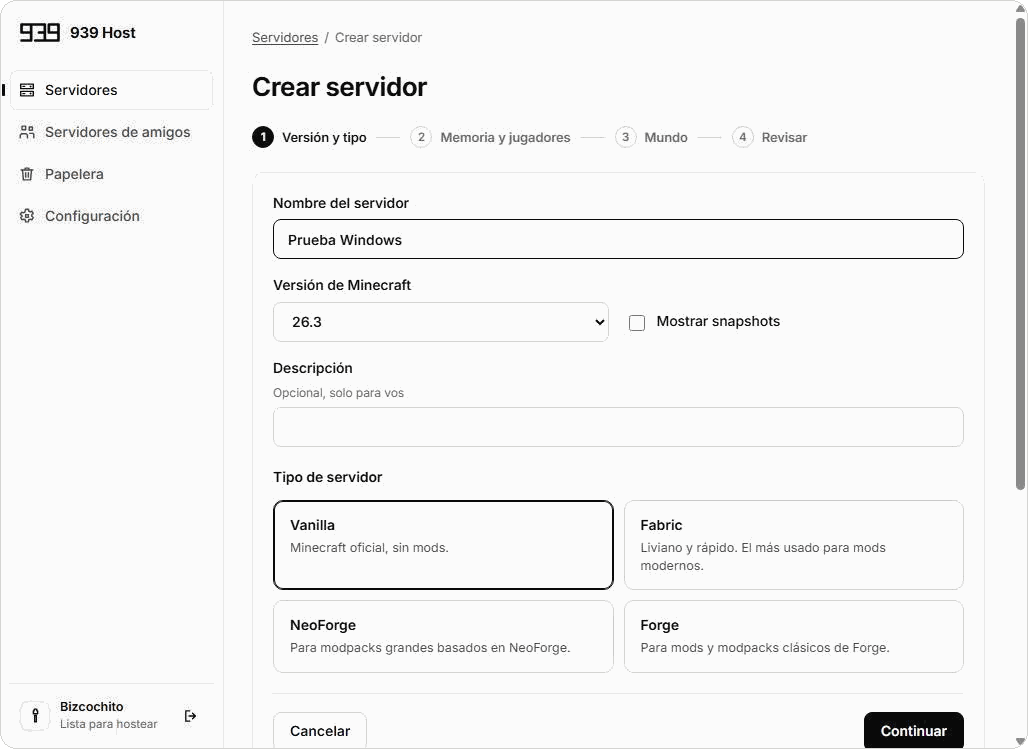 939 939 Host
Servidores
Servidores de amigos
Papelera
Configuración
Bizcochito
Lista para hostear
Servidores / Crear servidor
Crear servidor
1 Versión y tipo 2 Memoria y jugadores 3 Mundo 4 Revisar
Nombre del servidor
Prueba Windows
Versión de Minecraft
26.3 Mostrar snapshots
Descripción
Opcional, solo para vos
Tipo de servidor
Vanilla
Minecraft oficial, sin mods.
Fabric
Liviano y rápido. El más usado para mods
modernos.
NeoForge
Para modpacks grandes basados en NeoForge.
Forge
Para mods y modpacks clásicos de Forge.
Cancelar
Continuar